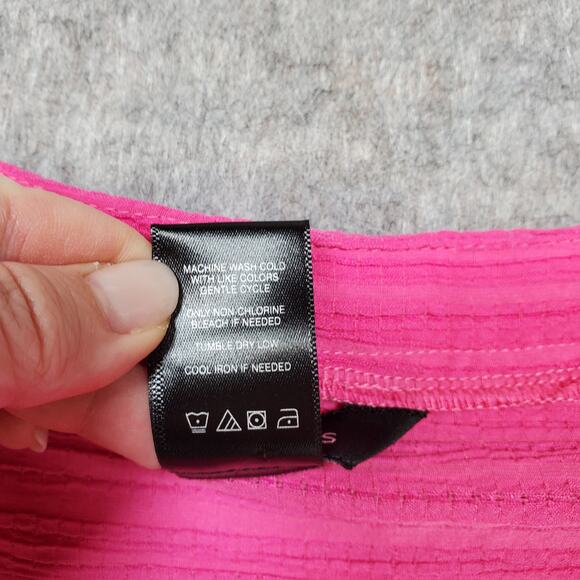 MACHINE WASH COLD
WITH LIKE COLORS
GENTLE CYCLE
ONLY NON CHLORINE
BLEACH IF NEEDED
TUMBLE DRY LOW
COOL IRON IF NEEDED
S